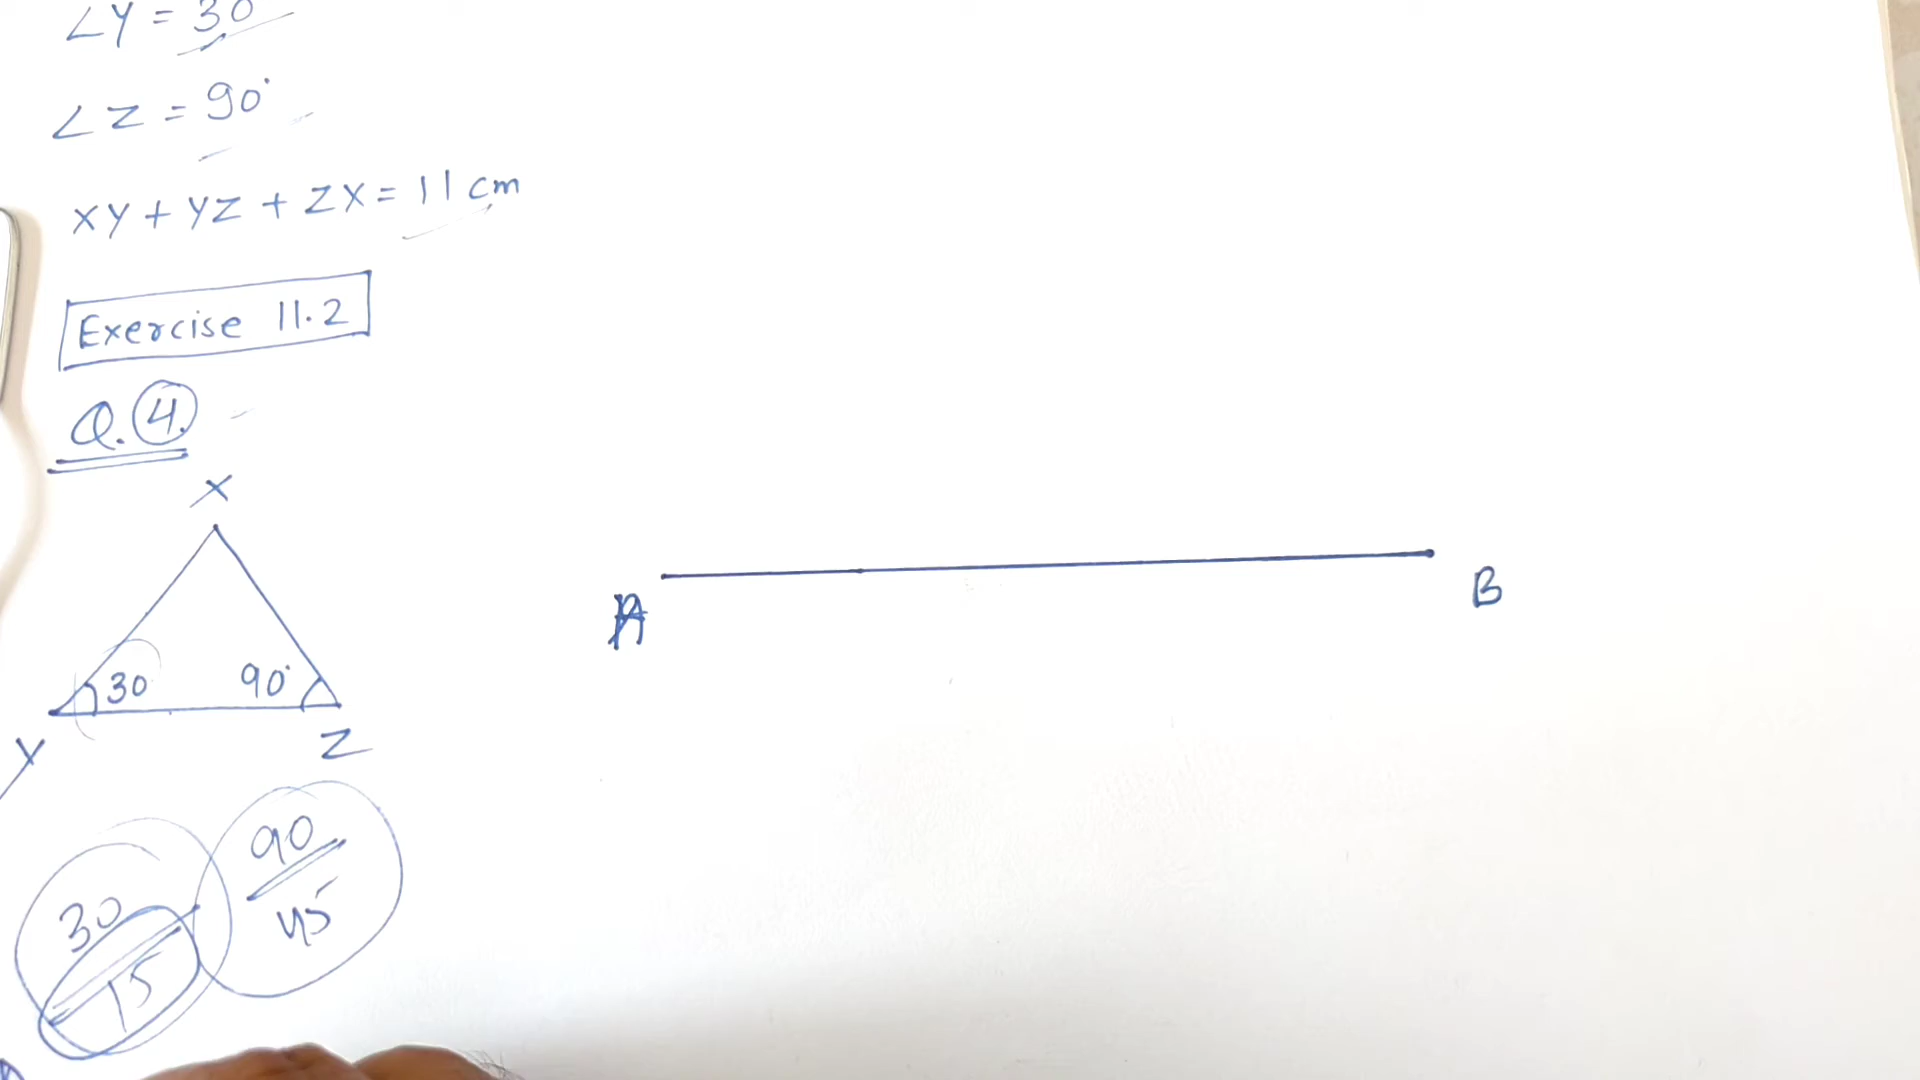 ∠Y = 30
∠Z = 90°
XY + YZ + ZX = 11 cm
Exercise 11.2
Q. 4.
X
30 90°
Y Z
A B
90
45
30
15